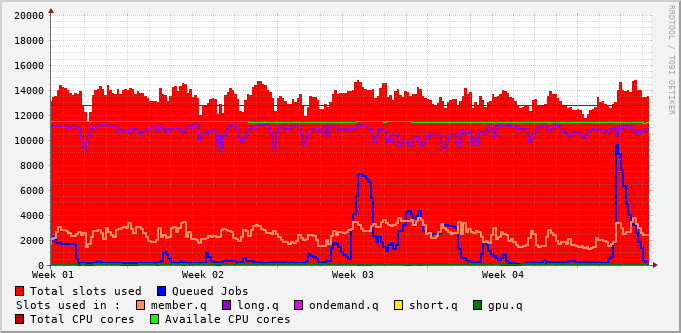 20000
18000
16000
14000
12000
10000
8000
6000
4000
2000
0
Week 01 Week 02 Week 03 Week 04
RRDTOOL / TOBI OETIKER
Total slots used Queued Jobs
Slots used in : member.q long.q ondemand.q short.q gpu.q
Total CPU cores Availale CPU cores